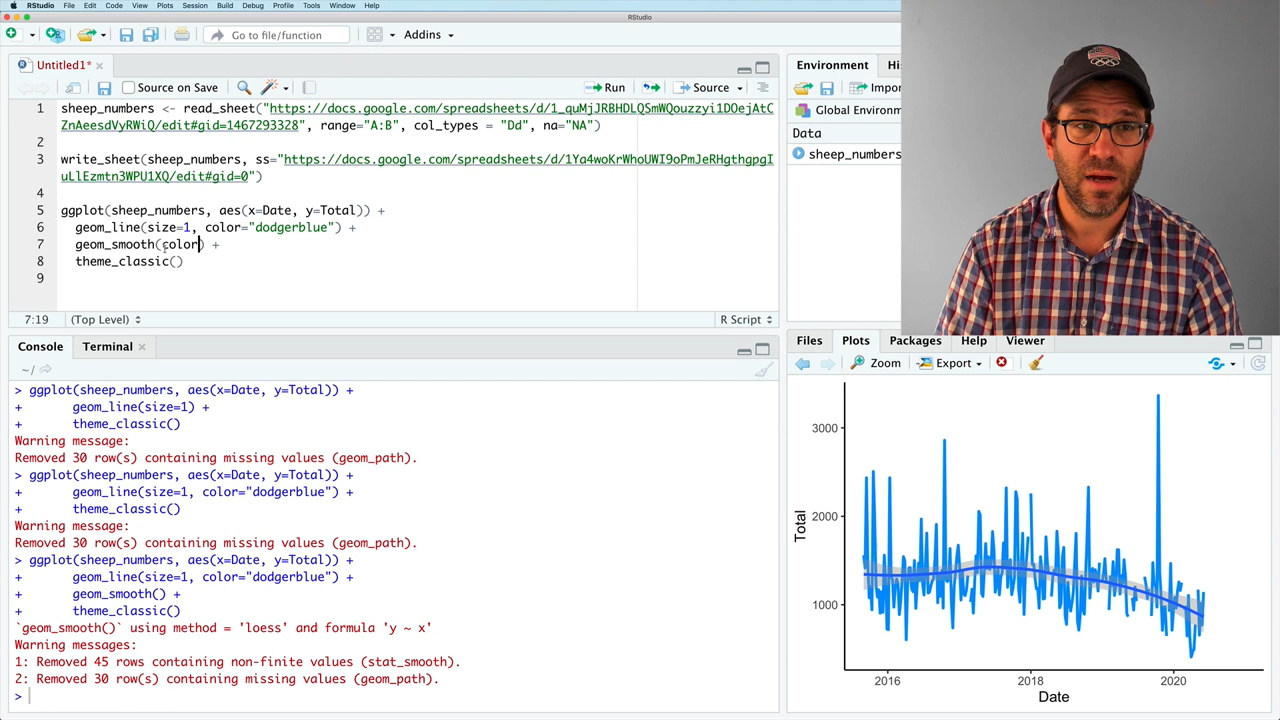 RStudio File Edit Code View Plots Session Build Debug Profile Tools Window Help
RStudio
Go to file/function
Addins
Untitled1*
Source on Save
Run
Source
1 sheep_numbers <- read_sheet("https://docs.google.com/spreadsheets/d/1_quMjJRBHDLQSmWQouzzyi1DOejAtC
ZnAeesdVyRWiQ/edit#gid=1467293328", range="A:B", col_types = "Dd", na="NA")
2
3 write_sheet(sheep_numbers, ss="https://docs.google.com/spreadsheets/d/1Ya4woKrWhoUWI9oPmJeRHgthgpgI
uLlEzmtn3WPU1XQ/edit#gid=0")
4
5 ggplot(sheep_numbers, aes(x=Date, y=Total)) +
6 geom_line(size=1, color="dodgerblue") +
7 geom_smooth(color) +
8 theme_classic()
9
7:19 (Top Level) R Script
Console Terminal
~/
> ggplot(sheep_numbers, aes(x=Date, y=Total)) +
+ geom_line(size=1) +
+ theme_classic()
Warning message:
Removed 30 row(s) containing missing values (geom_path).
> ggplot(sheep_numbers, aes(x=Date, y=Total)) +
+ geom_line(size=1, color="dodgerblue") +
+ theme_classic()
Warning message:
Removed 30 row(s) containing missing values (geom_path).
> ggplot(sheep_numbers, aes(x=Date, y=Total)) +
+ geom_line(size=1, color="dodgerblue") +
+ geom_smooth() +
+ theme_classic()
`geom_smooth()` using method = 'loess' and formula 'y ~ x'
Warning messages:
1: Removed 45 rows containing non-finite values (stat_smooth).
2: Removed 30 row(s) containing missing values (geom_path).
>
Environment Hi
Impor
Global Environm
Data
sheep_numbers
Files Plots Packages Help Viewer
Zoom Export
3000
2000
1000
Total
2016 2018 2020
Date